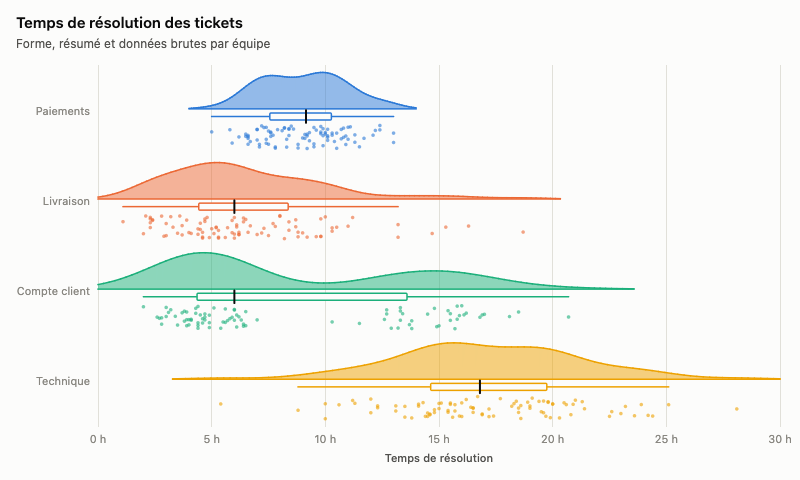 Temps de résolution des tickets
Forme, résumé et données brutes par équipe
Paiements
Livraison
Compte client
Technique
0 h 5 h 10 h 15 h 20 h 25 h 30 h
Temps de résolution